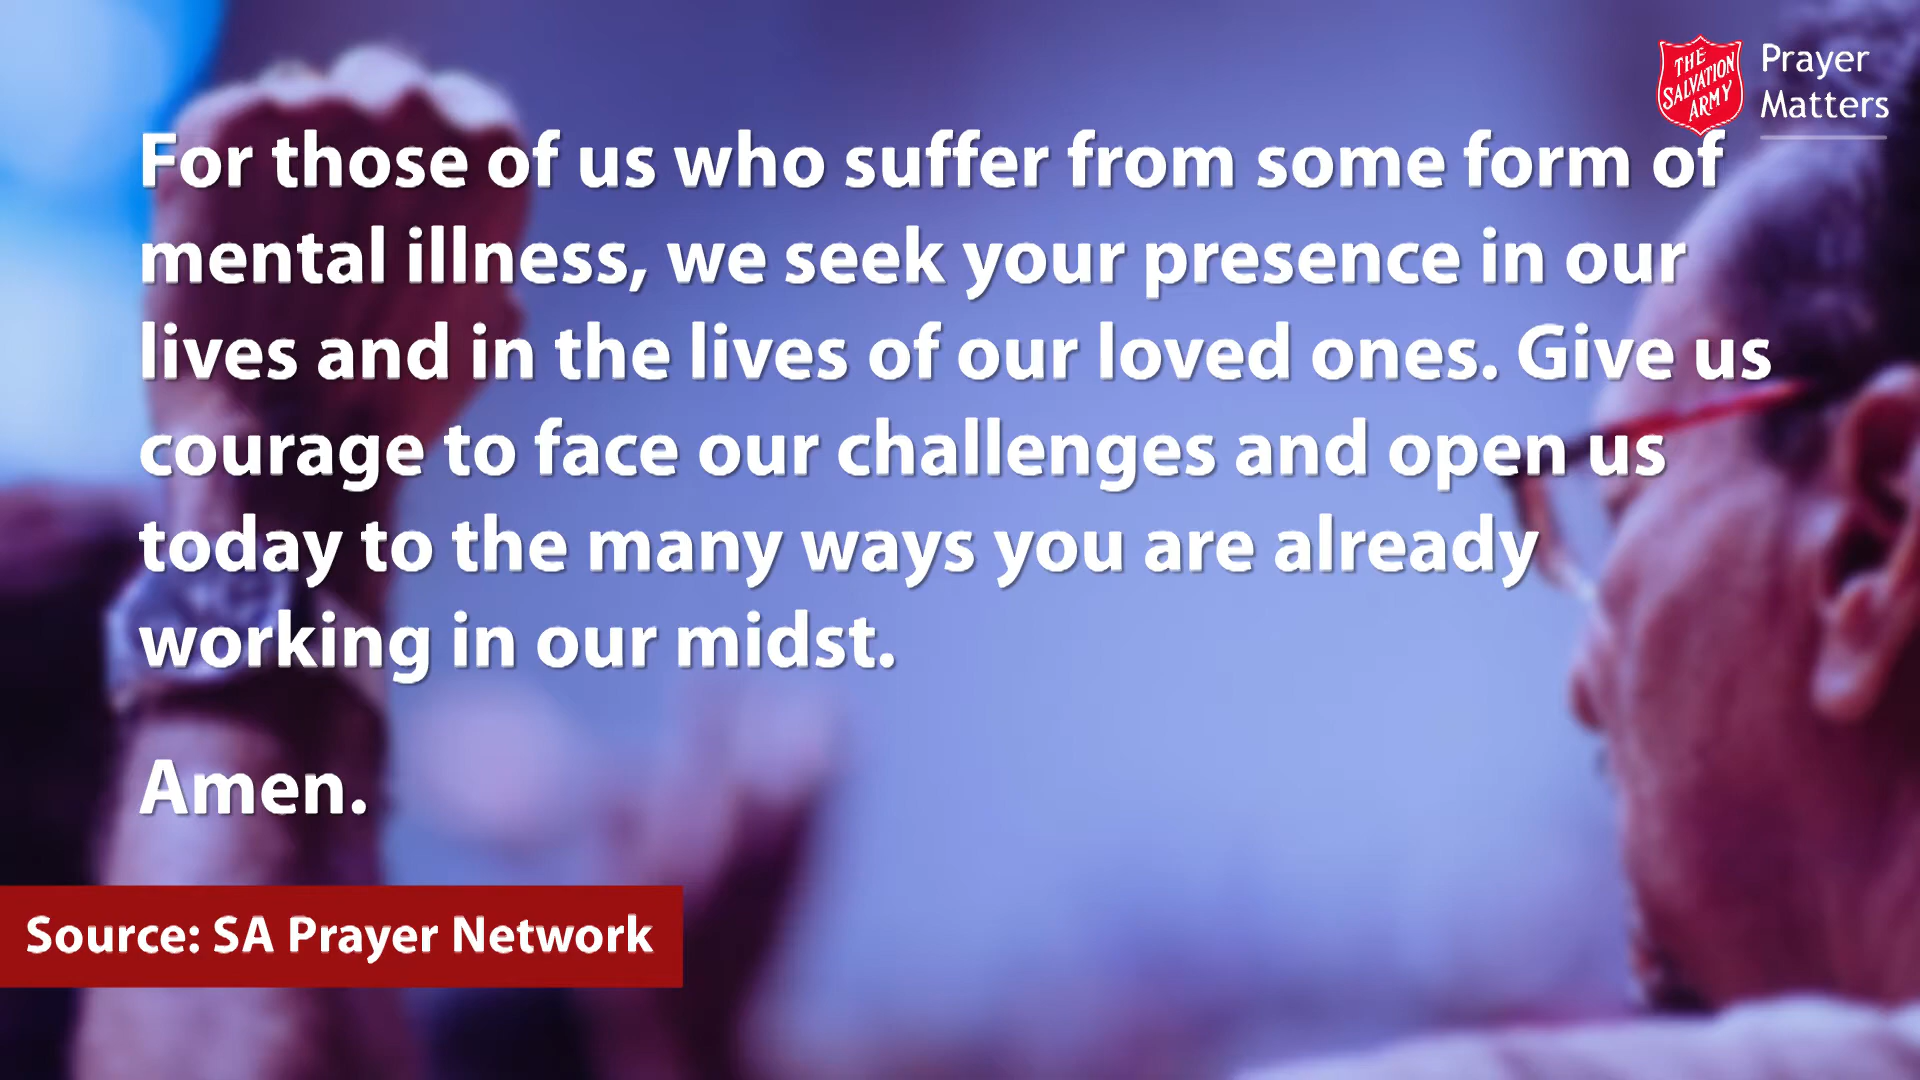 THE
SALVATION
ARMY
Prayer
Matters
For those of us who suffer from some form of
mental illness, we seek your presence in our
lives and in the lives of our loved ones. Give us
courage to face our challenges and open us
today to the many ways you are already
working in our midst.
Amen.
Source: SA Prayer Network